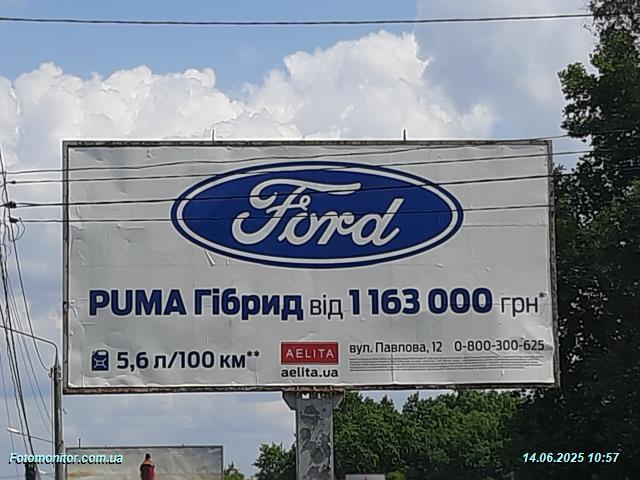 Ford
PUMA Гібрид від 1 163 000 грн*
5,6 л/100 км**
AELITA
aelita.ua
вул. Павлова, 12 0-800-300-625
Fotomonitor.com.ua
14.06.2025 10:57